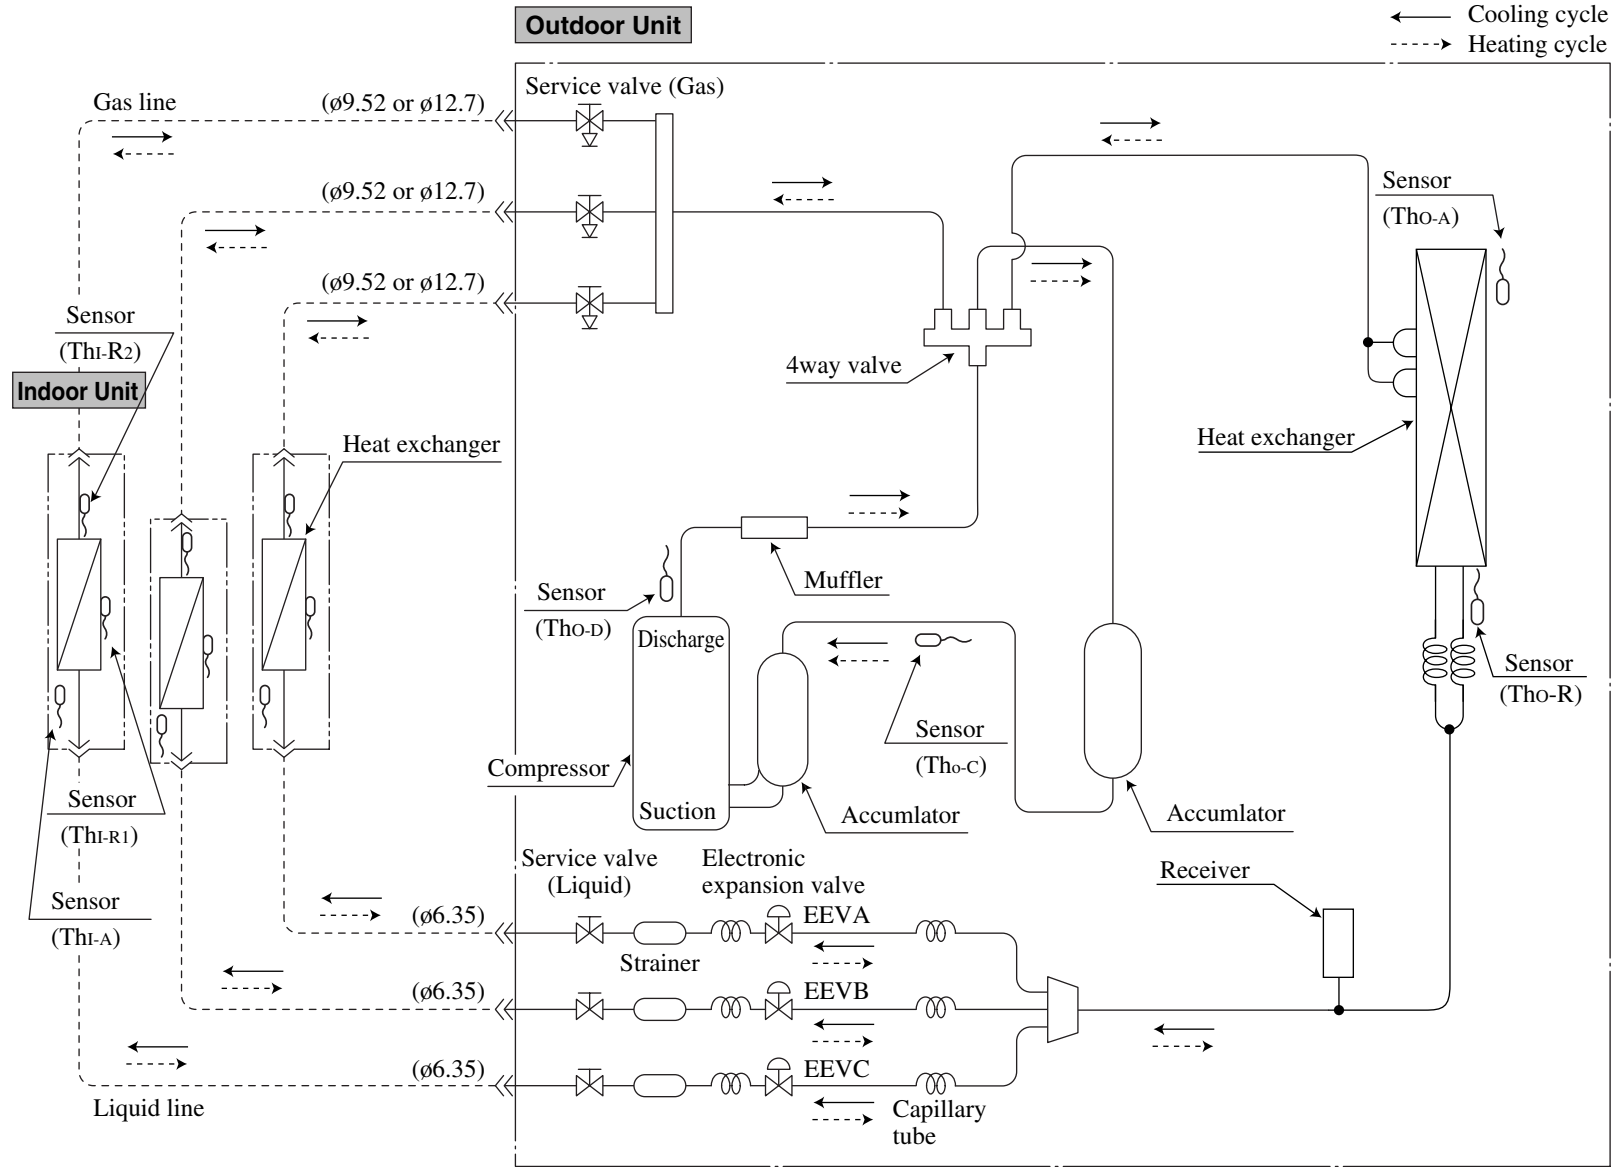 Outdoor Unit
Cooling cycle
Heating cycle
Service valve (Gas)
Gas line
(ø9.52 or ø12.7)
(ø9.52 or ø12.7)
(ø9.52 or ø12.7)
Sensor
(ThO-A)
Sensor
(ThI-R2)
Indoor Unit
4way valve
Heat exchanger
Heat exchanger
Muffler
Sensor
(ThO-D)
Discharge
Sensor
(ThO-R)
Sensor
(Tho-C)
Compressor
Suction
Accumlator
Accumlator
Sensor
(ThI-R1)
Service valve
(Liquid)
Electronic
expansion valve
Receiver
Sensor
(ThI-A)
(ø6.35)
EEVA
Strainer
(ø6.35)
EEVB
(ø6.35)
EEVC
Liquid line
Capillary
tube